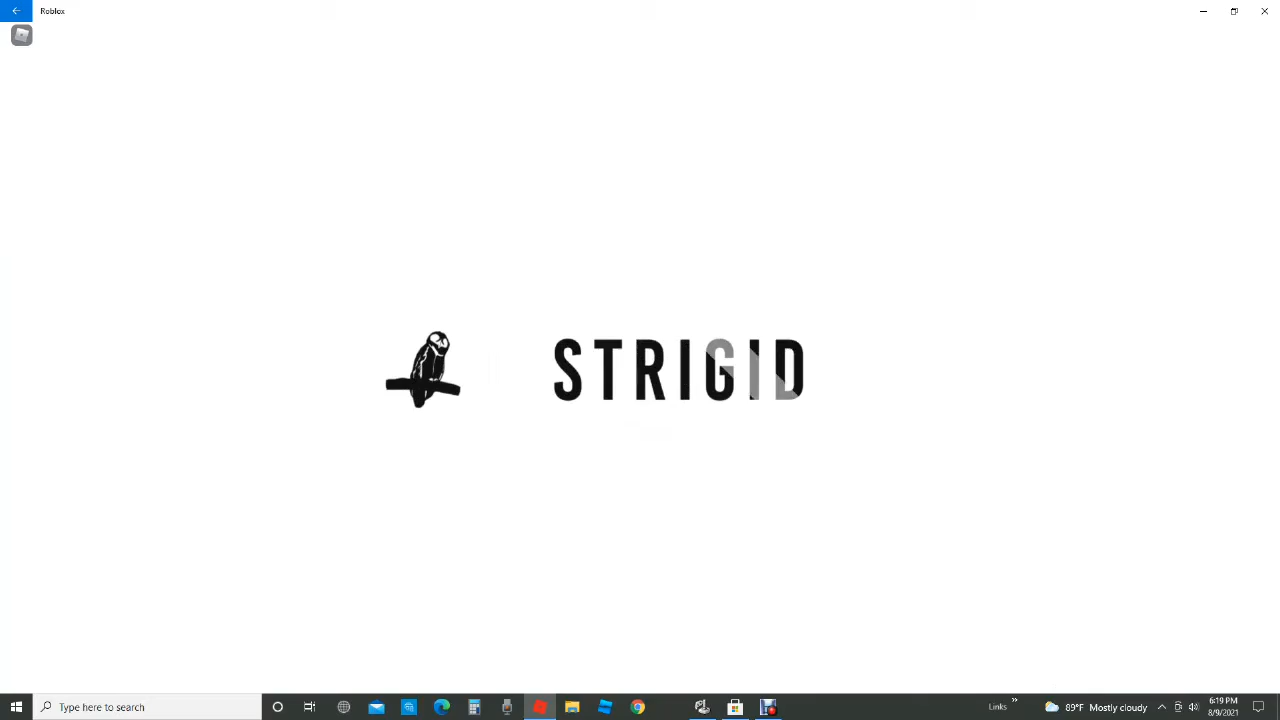 Roblox
STRIGID
Type here to search
Links
89°F Mostly cloudy
6:19 PM
8/9/2021